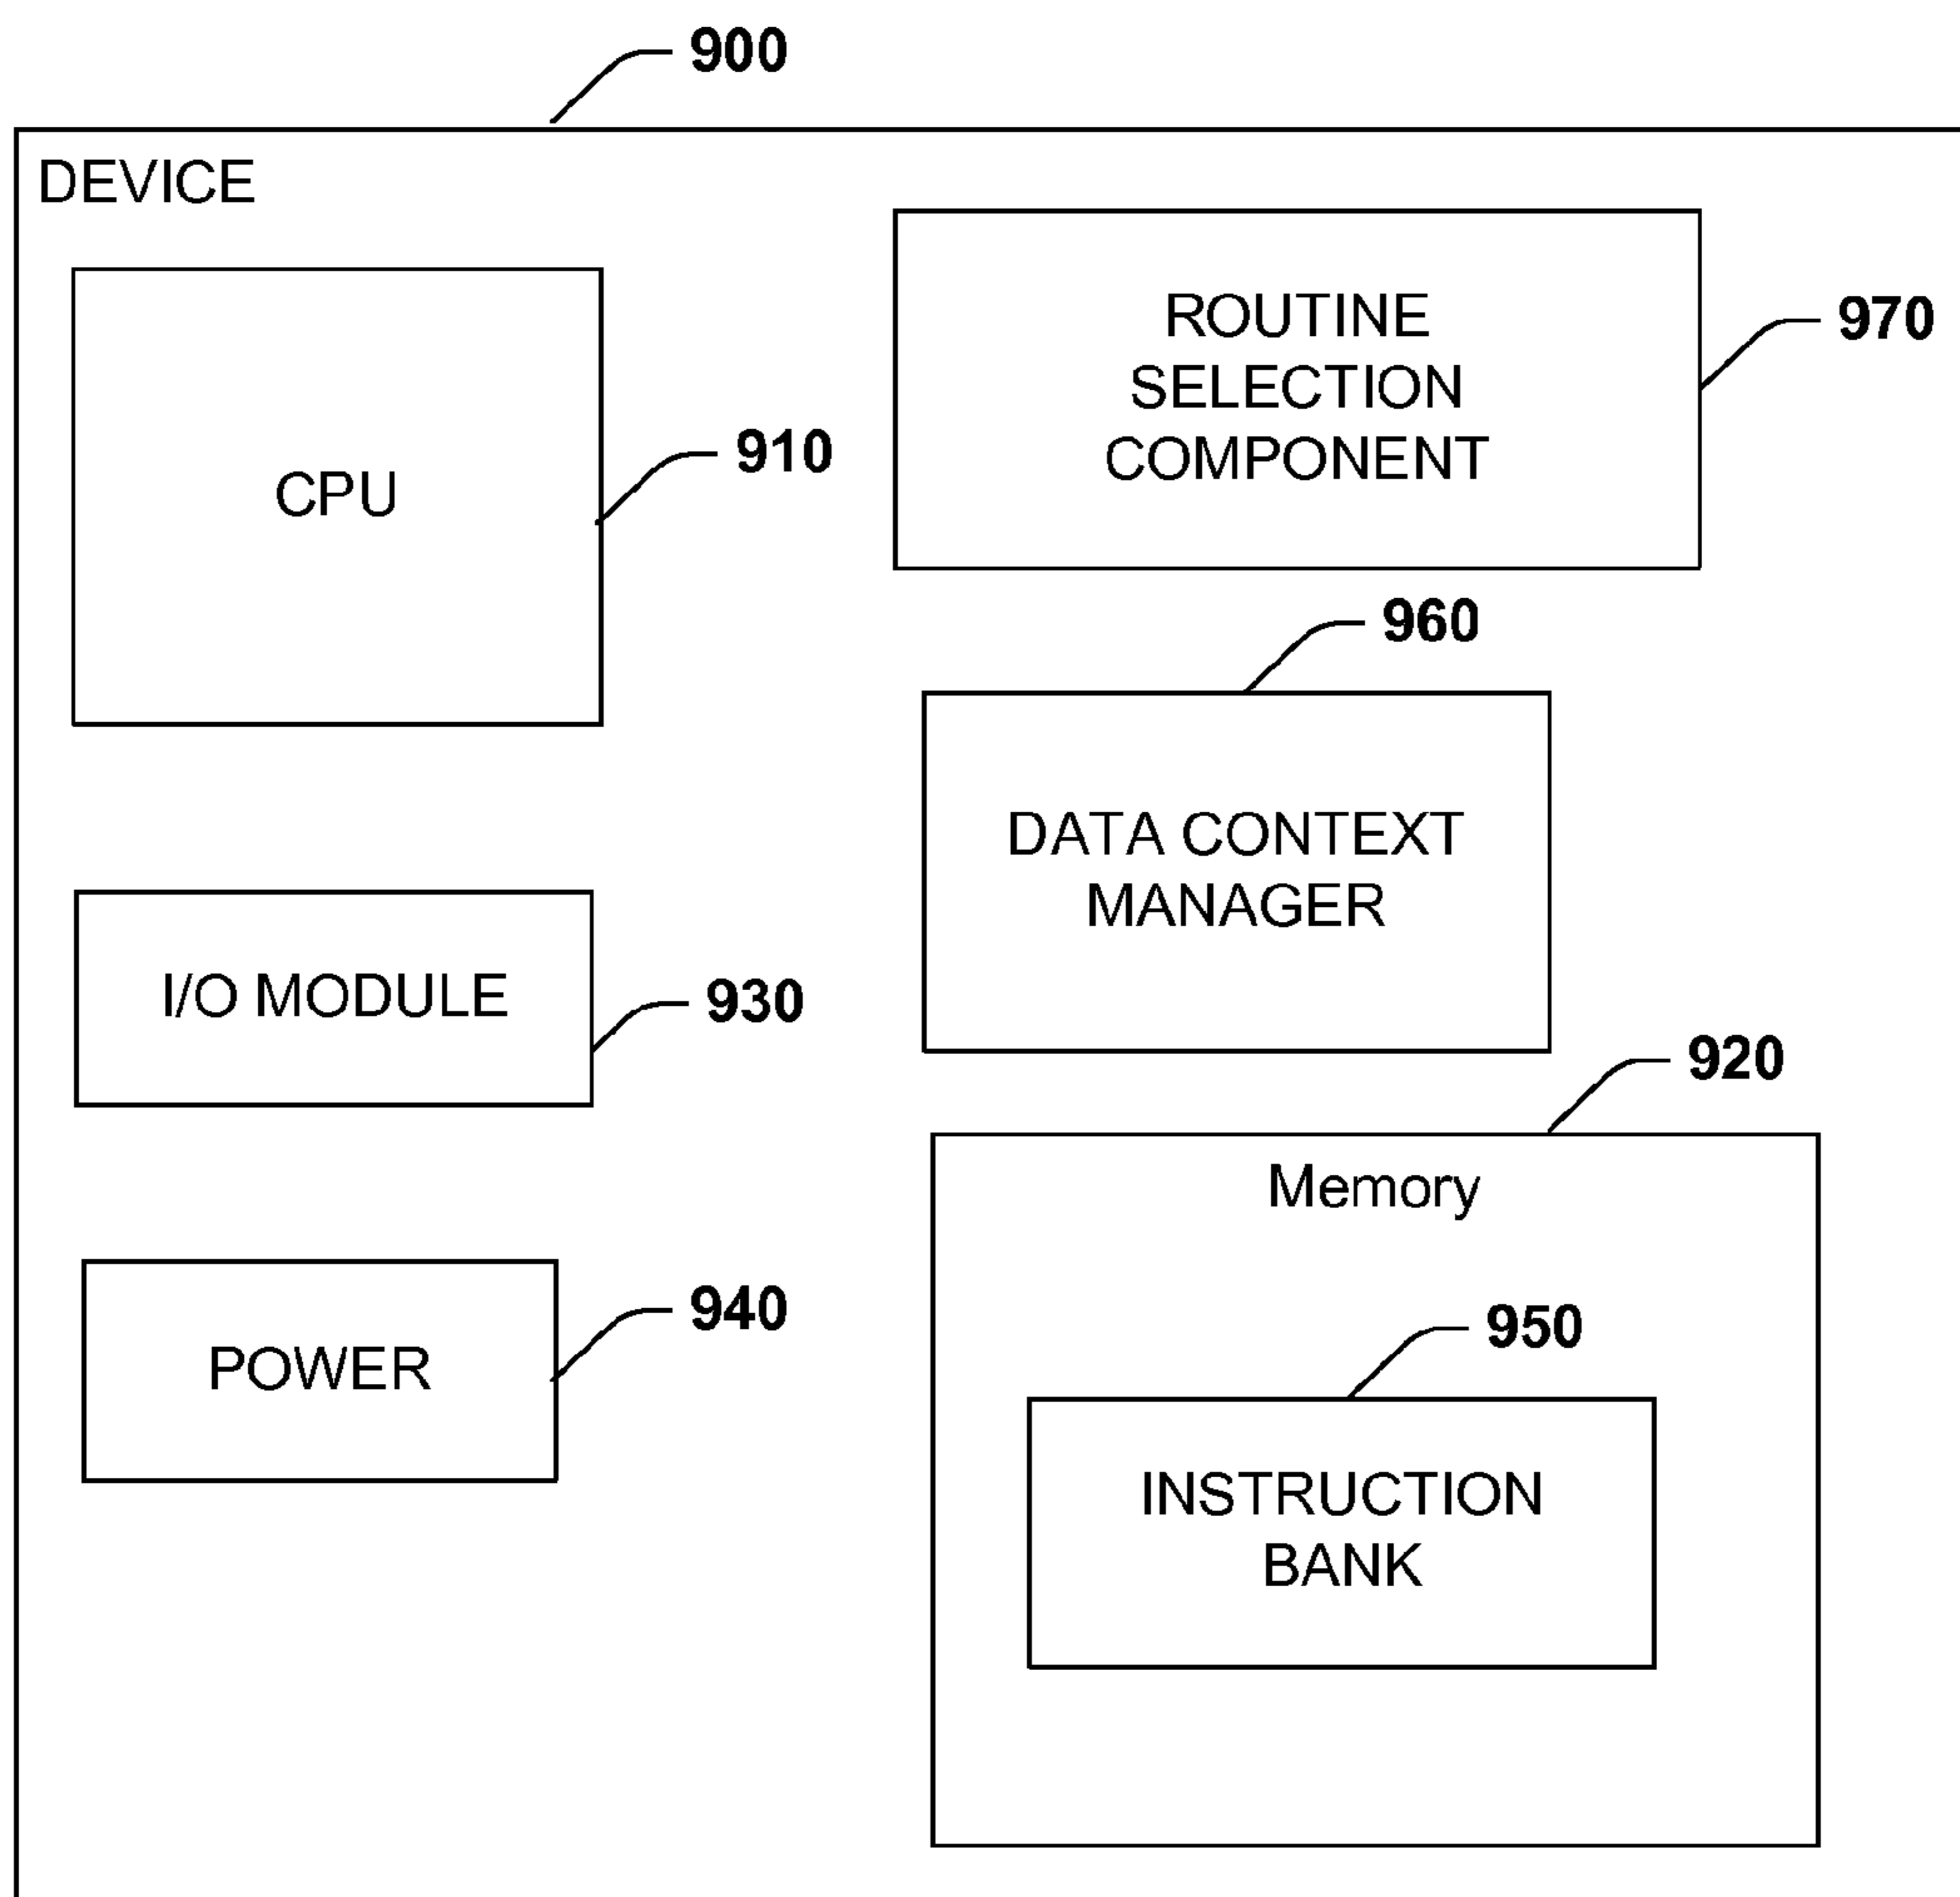 900
DEVICE
CPU
910
ROUTINE
SELECTION
COMPONENT
970
960
DATA CONTEXT
MANAGER
I/O MODULE
930
920
Memory
POWER
940
950
INSTRUCTION
BANK